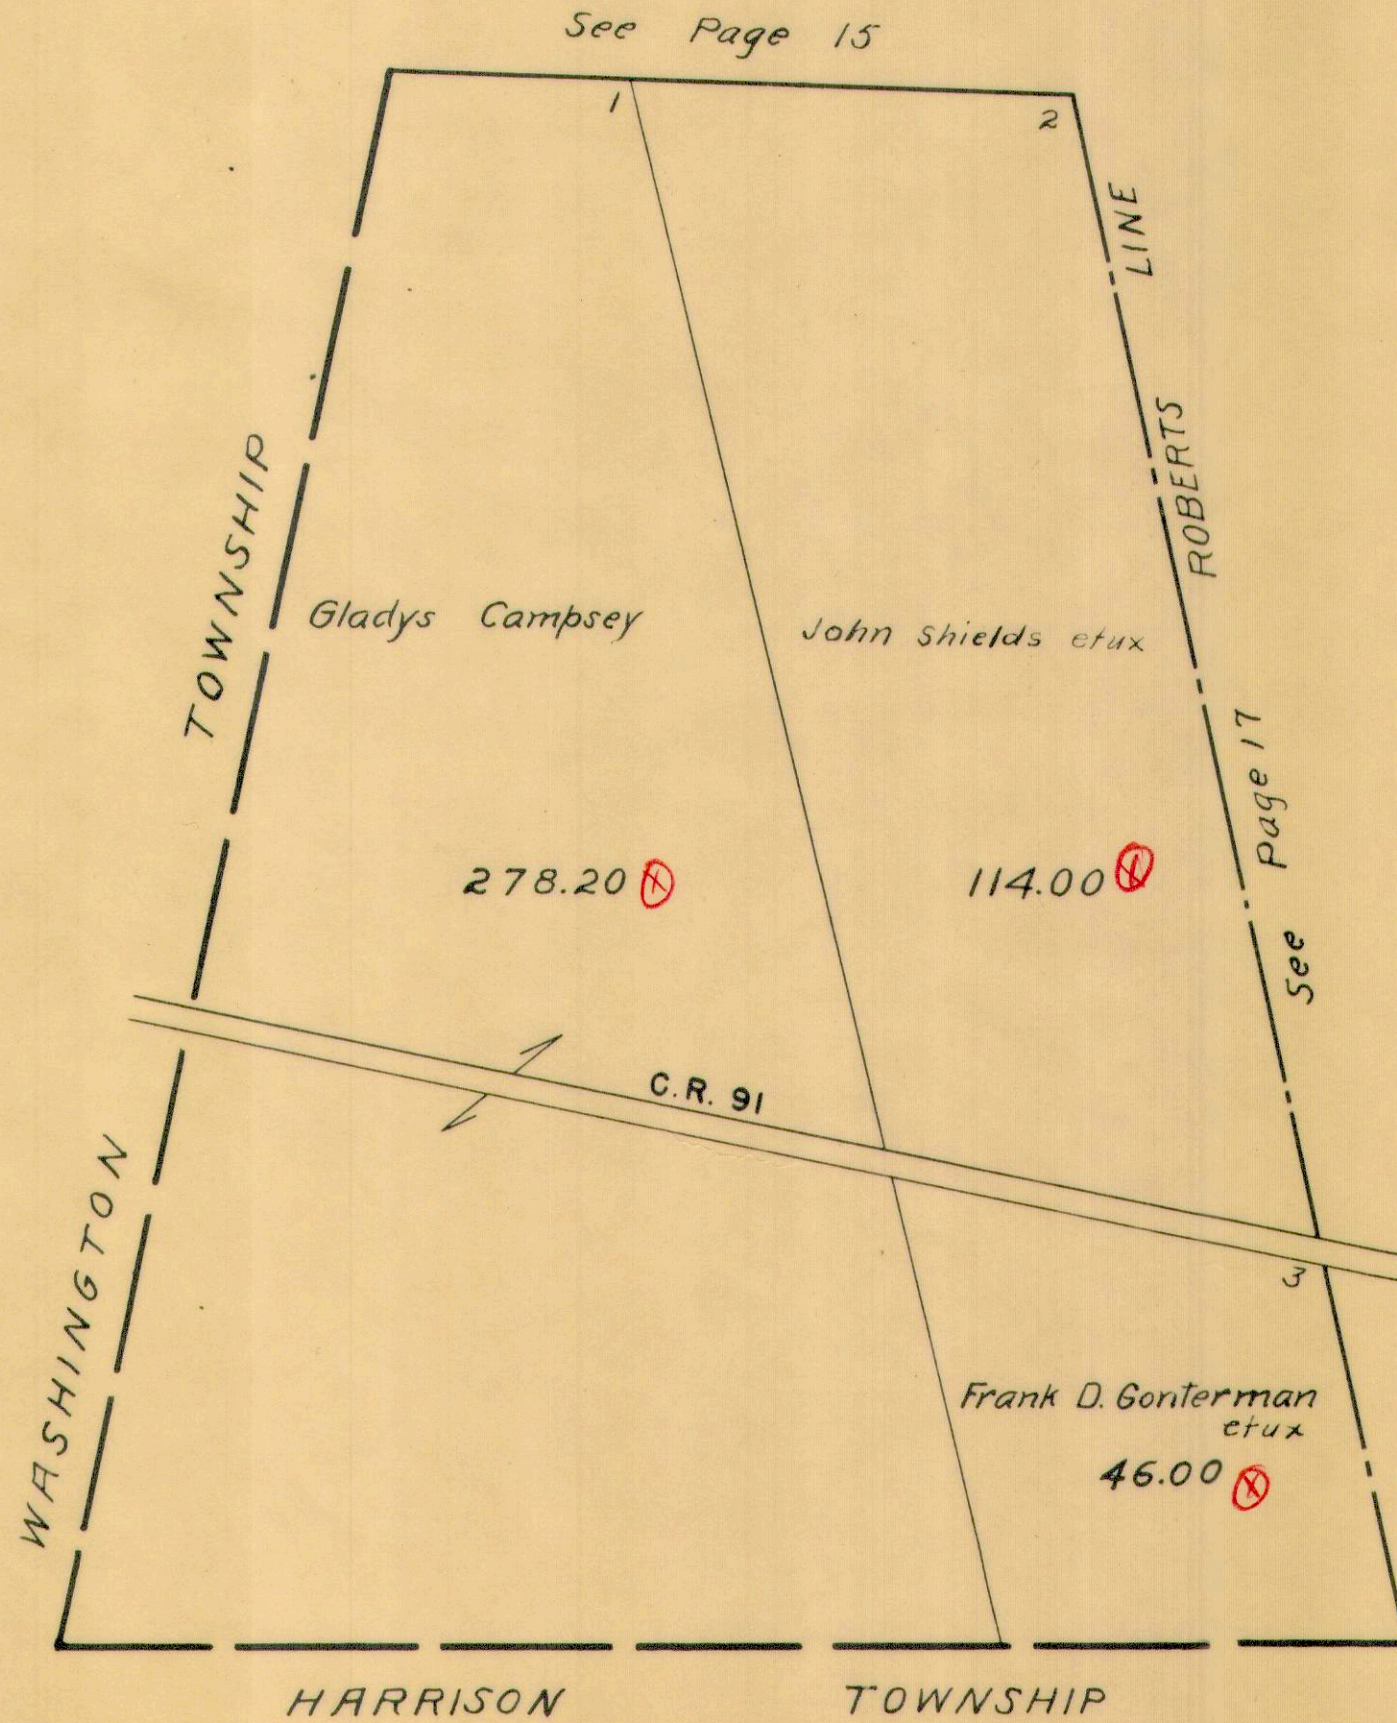 See Page 15
1
2
LINE
ROBERTS
TOWNSHIP
Gladys Campsey
John Shields etux
See Page 17
278.20 X
114.00 X
C.R. 91
WASHINGTON
3
Frank D. Gonterman
etux
46.00 X
HARRISON TOWNSHIP